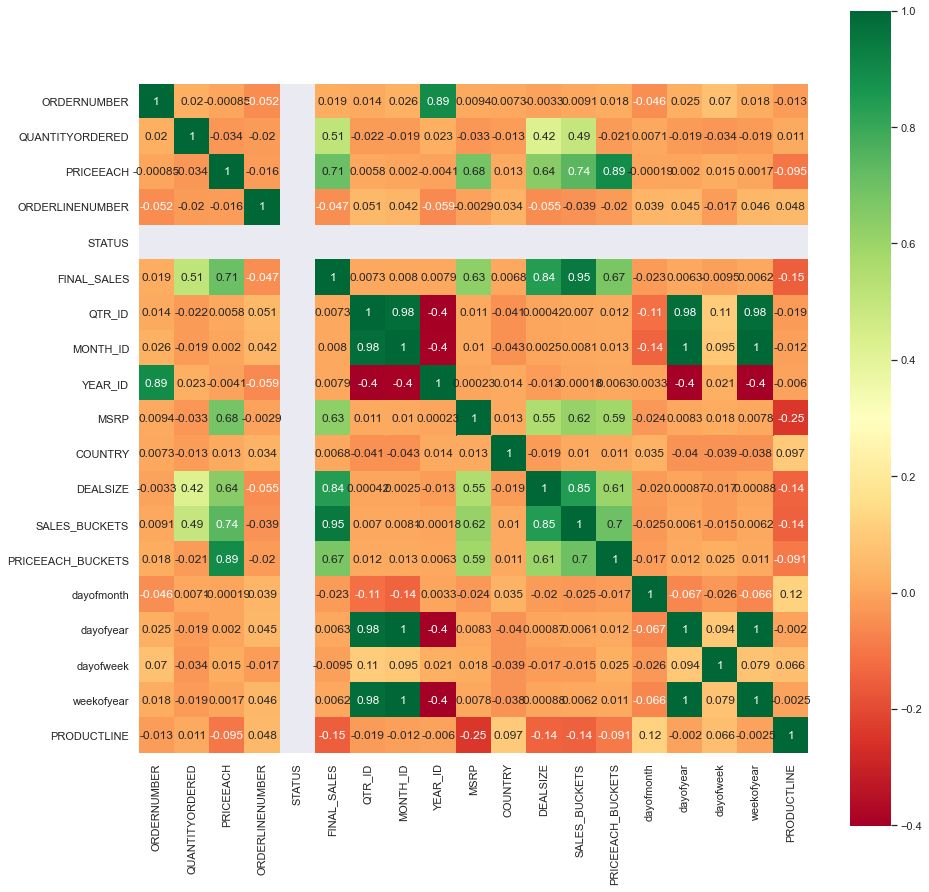 1.0
ORDERNUMBER 1 0.02 -0.00085 -0.052 0.019 0.014 0.026 0.89 0.0094 0.0073 -0.0033 0.0091 0.018 -0.046 0.025 0.07 0.018 -0.013
QUANTITYORDERED 0.02 1 -0.034 -0.02 0.51 -0.022 -0.019 0.023 -0.033 -0.013 0.42 0.49 -0.021 0.0071 -0.019 -0.034 -0.019 0.011
0.8
PRICEEACH -0.00085 -0.034 1 -0.016 0.71 0.0058 0.002 -0.0041 0.68 0.013 0.64 0.74 0.89 -0.00019 0.002 0.015 0.0017 -0.095
ORDERLINENUMBER -0.052 -0.02 -0.016 1 -0.047 0.051 0.042 -0.059 -0.0029 0.034 -0.055 -0.039 -0.02 0.039 0.045 -0.017 0.046 0.048
STATUS
0.6
FINAL_SALES 0.019 0.51 0.71 -0.047 1 0.0073 0.008 0.0079 0.63 0.0068 0.84 0.95 0.67 -0.023 0.0063 -0.0095 0.0062 -0.15
QTR_ID 0.014 -0.022 0.0058 0.051 0.0073 1 0.98 -0.4 0.011 -0.041 0.00042 0.007 0.012 -0.11 0.98 0.11 0.98 -0.019
MONTH_ID 0.026 -0.019 0.002 0.042 0.008 0.98 1 -0.4 0.01 -0.043 0.0025 0.0081 0.013 -0.14 1 0.095 1 -0.012
0.4
YEAR_ID 0.89 0.023 -0.0041 -0.059 0.0079 -0.4 -0.4 1 0.00023 0.014 -0.013 -0.00018 0.0063 0.0033 -0.4 0.021 -0.4 -0.006
MSRP 0.0094 -0.033 0.68 -0.0029 0.63 0.011 0.01 0.00023 1 0.013 0.55 0.62 0.59 -0.024 0.0083 0.018 0.0078 -0.25
COUNTRY 0.0073 -0.013 0.013 0.034 0.0068 -0.041 -0.043 0.014 0.013 1 -0.019 0.01 0.011 0.035 -0.04 -0.039 -0.038 0.097
0.2
DEALSIZE -0.0033 0.42 0.64 -0.055 0.84 0.00042 0.0025 -0.013 0.55 -0.019 1 0.85 0.61 -0.02 0.00087 -0.017 0.00088 -0.14
SALES_BUCKETS 0.0091 0.49 0.74 -0.039 0.95 0.007 0.0081 -0.00018 0.62 0.01 0.85 1 0.7 -0.025 0.0061 -0.015 0.0062 -0.14
PRICEEACH_BUCKETS 0.018 -0.021 0.89 -0.02 0.67 0.012 0.013 0.0063 0.59 0.011 0.61 0.7 1 -0.017 0.012 0.025 0.011 -0.091
0.0
dayofmonth -0.046 0.0071 -0.00019 0.039 -0.023 -0.11 -0.14 0.0033 -0.024 0.035 -0.02 -0.025 -0.017 1 -0.067 -0.026 -0.066 0.12
dayofyear 0.025 -0.019 0.002 0.045 0.0063 0.98 1 -0.4 0.0083 -0.04 0.00087 0.0061 0.012 -0.067 1 0.094 1 -0.002
dayofweek 0.07 -0.034 0.015 -0.017 -0.0095 0.11 0.095 0.021 0.018 -0.039 -0.017 -0.015 0.025 -0.026 0.094 1 0.079 0.066
-0.2
weekofyear 0.018 -0.019 0.0017 0.046 0.0062 0.98 1 -0.4 0.0078 -0.038 0.00088 0.0062 0.011 -0.066 1 0.079 1 -0.0025
PRODUCTLINE -0.013 0.011 -0.095 0.048 -0.15 -0.019 -0.012 -0.006 -0.25 0.097 -0.14 -0.14 -0.091 0.12 -0.002 0.066 -0.0025 1
-0.4
ORDERNUMBER
QUANTITYORDERED
PRICEEACH
ORDERLINENUMBER
STATUS
FINAL_SALES
QTR_ID
MONTH_ID
YEAR_ID
MSRP
COUNTRY
DEALSIZE
SALES_BUCKETS
PRICEEACH_BUCKETS
dayofmonth
dayofyear
dayofweek
weekofyear
PRODUCTLINE